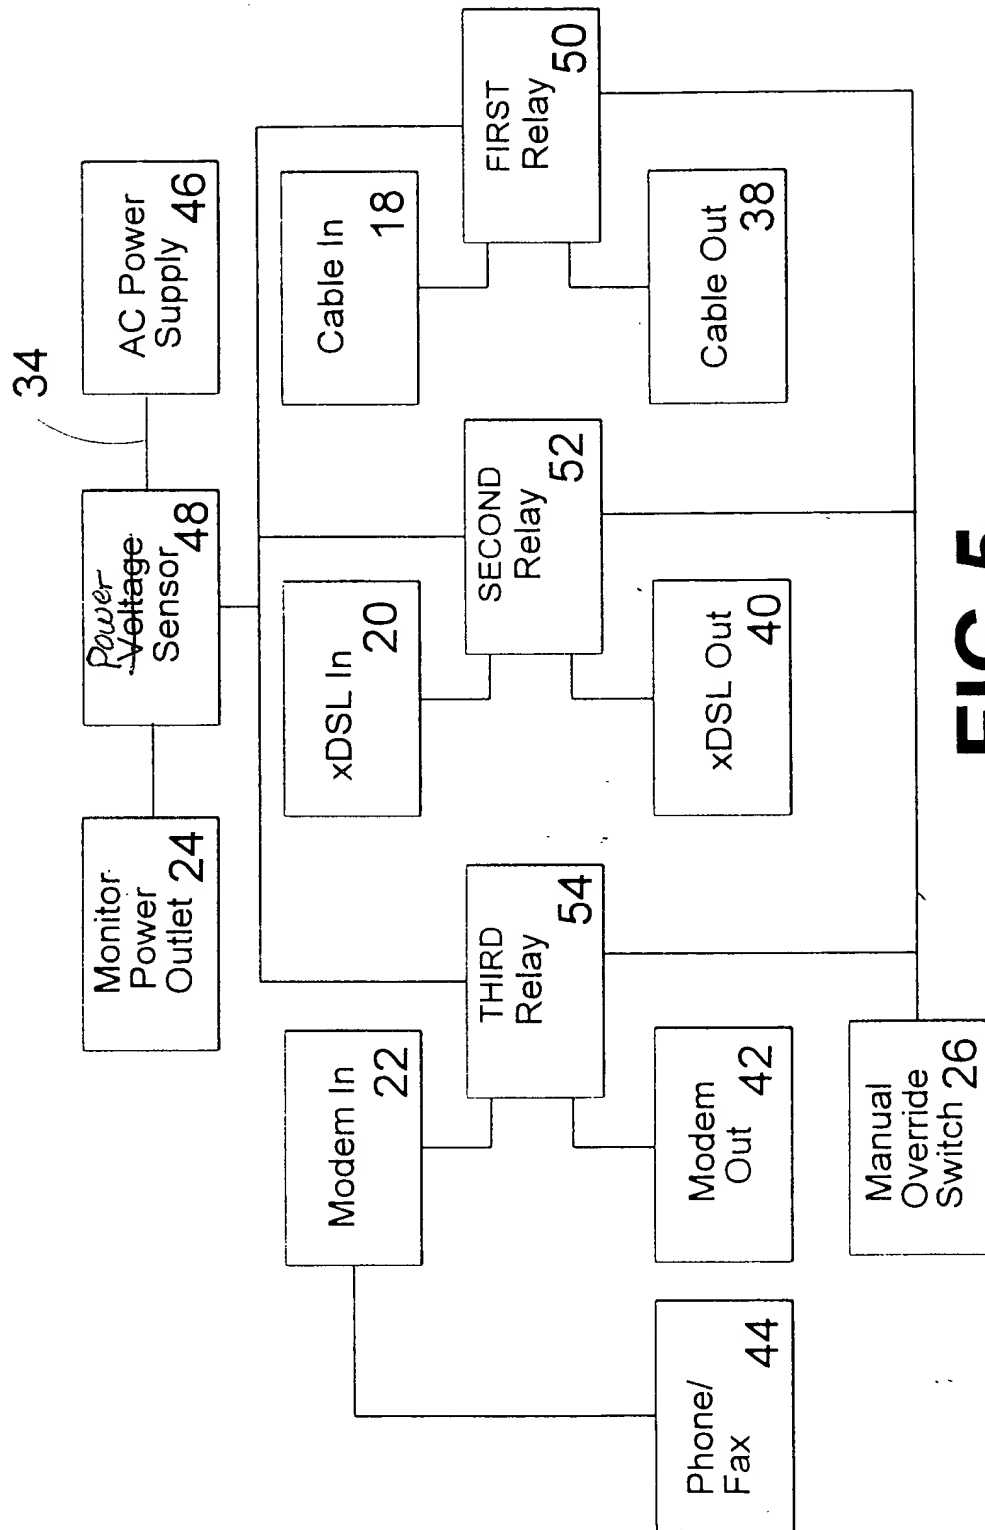 34
Monitor
Power
Outlet 24
Power
Voltage
Sensor 48
AC Power
Supply 46
Modem In
22
xDSL In
20
Cable In
18
THIRD
Relay
54
SECOND
Relay
52
FIRST
Relay
50
Phone/
Fax
44
Modem
Out
42
xDSL Out
40
Cable Out
38
Manual
Override
Switch 26
FIG. 5